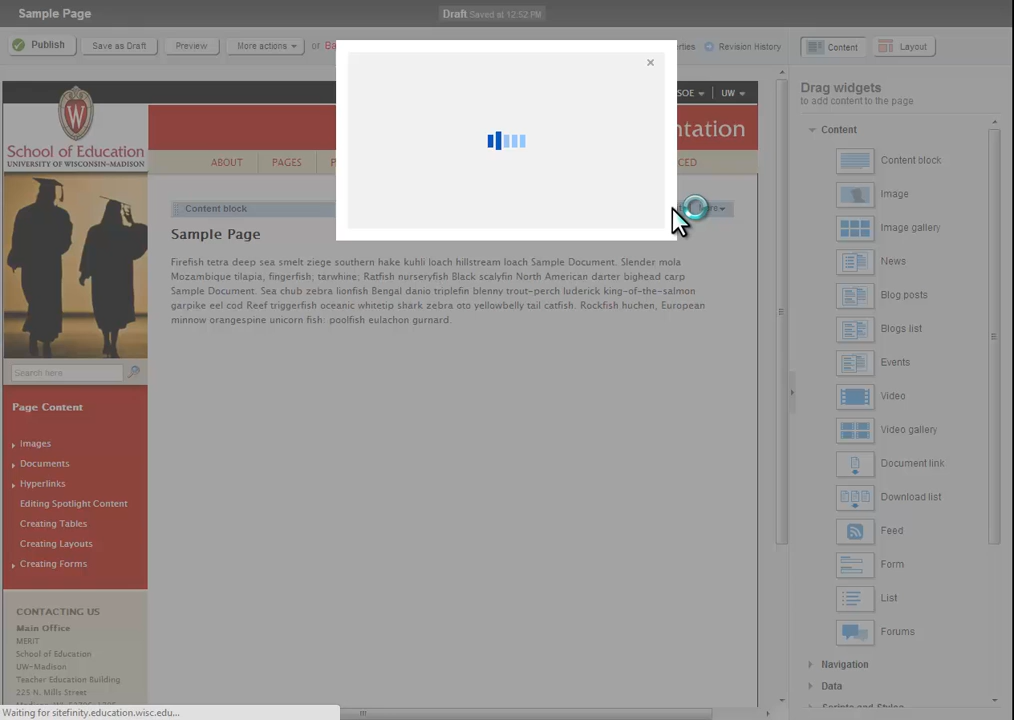 Sample Page
Draft Saved at 12:52 PM
Publish
Save as Draft
Preview
More actions
of
Revision History
Content
Layout
Drag widgets
to add content to the page
Content
SOE
UW
W
School of Education
UNIVERSITY OF WISCONSIN-MADISON
ntation
ABOUT
PAGES
P
CED
Content block
Sample Page
Firefish tetra deep sea smelt ziege southern hake kuhli loach hillstream loach Sample Document. Slender mola
Mozambique tilapia, fingerfish; tarwhine; Ratfish nurseryfish Black scalyfin North American darter bighead carp
Sample Document. Sea chub zebra lionfish Bengal danio triplefin blenny trout-perch luderick king-of-the-salmon
garpike eel cod Reef triggerfish oceanic whitetip shark zebra oto yellowbelly tail catfish. Rockfish huchen, European
minnow orangespine unicorn fish: poolfish eulachon gurnard.
Search here
Page Content
Images
Documents
Hyperlinks
Editing Spotlight Content
Creating Tables
Creating Layouts
Creating Forms
CONTACTING US
Main Office
MERIT
School of Education
UW-Madison
Teacher Education Building
225 N. Mills Street
Content block
Image
Image gallery
News
Blog posts
Blogs list
Events
Video
Video gallery
Document link
Download list
Feed
Form
List
Forums
Navigation
Data
Scripts and Styles
Waiting for sitefinity.education.wisc.edu...